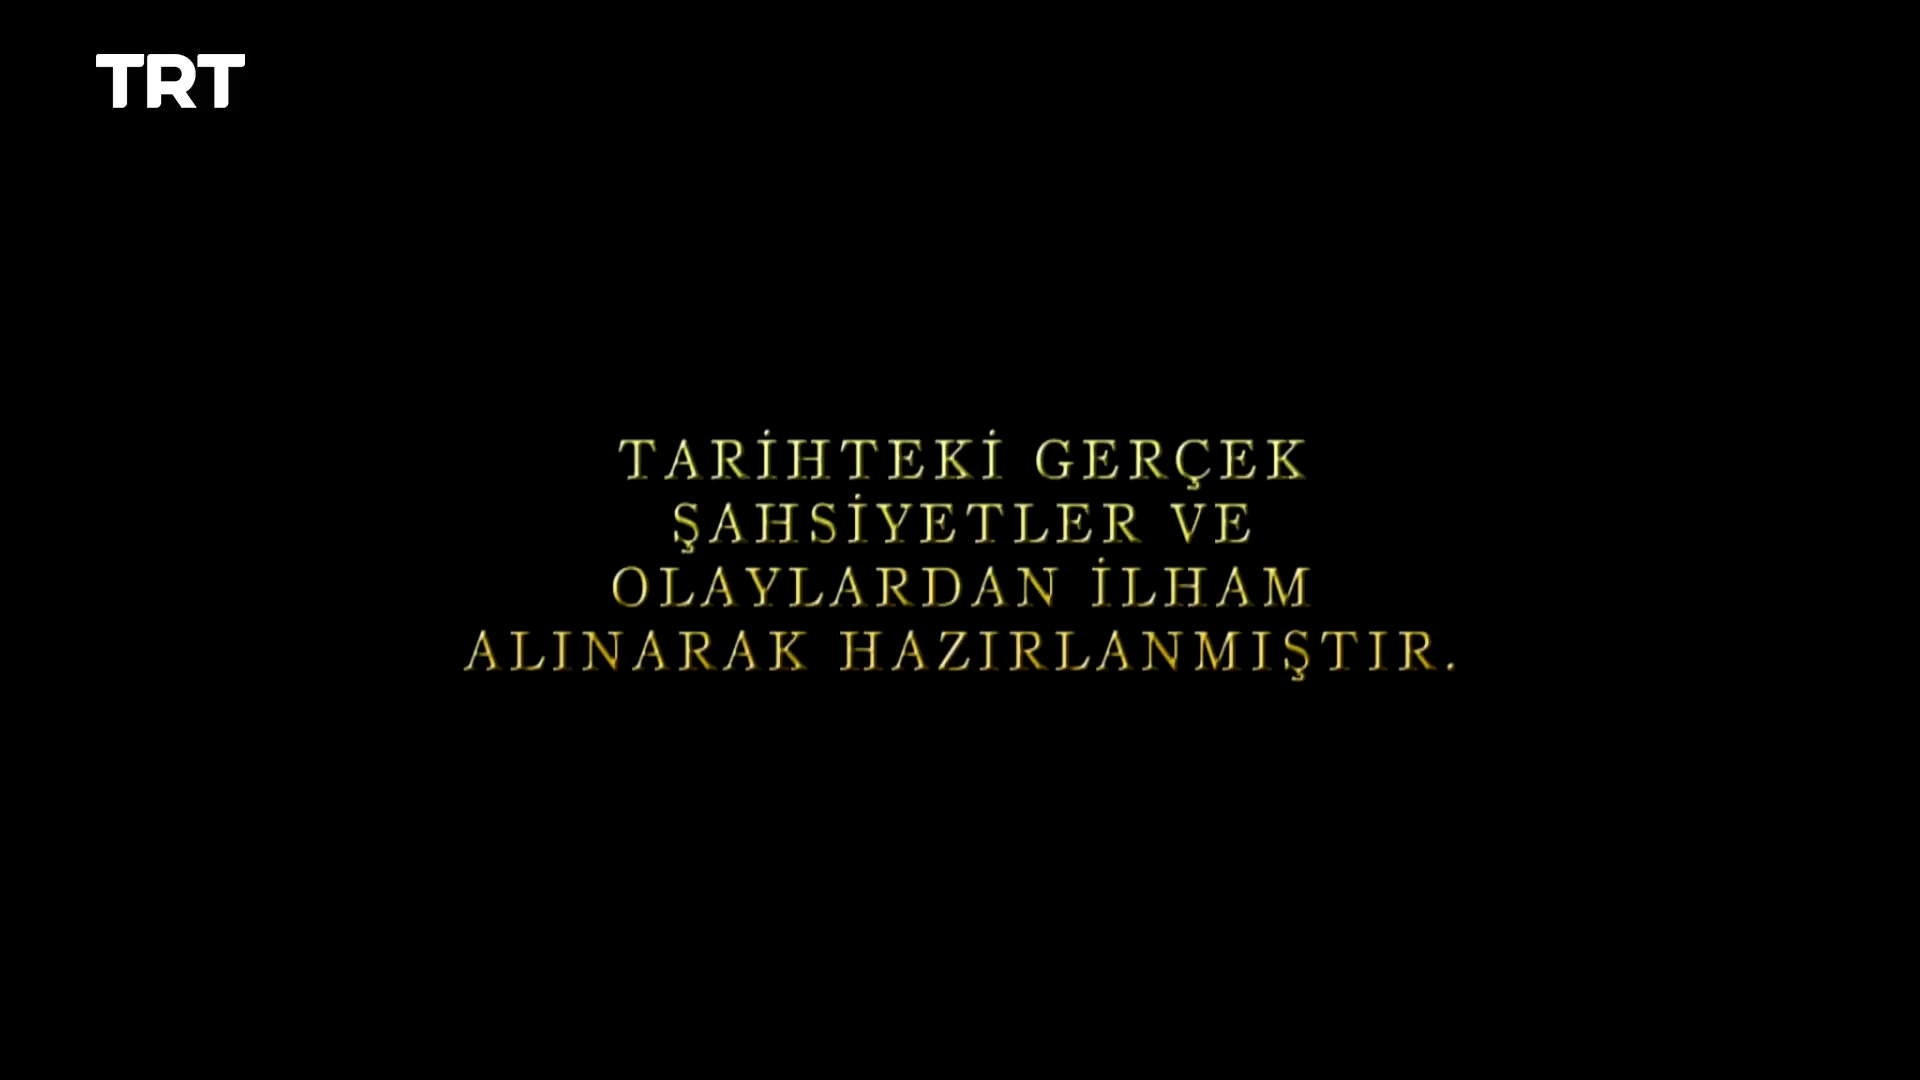 TRT
TARİHTEKİ GERÇEK
ŞAHSİYETLER VE
OLAYLARDAN İLHAM
ALINARAK HAZIRLANMIŞTIR.